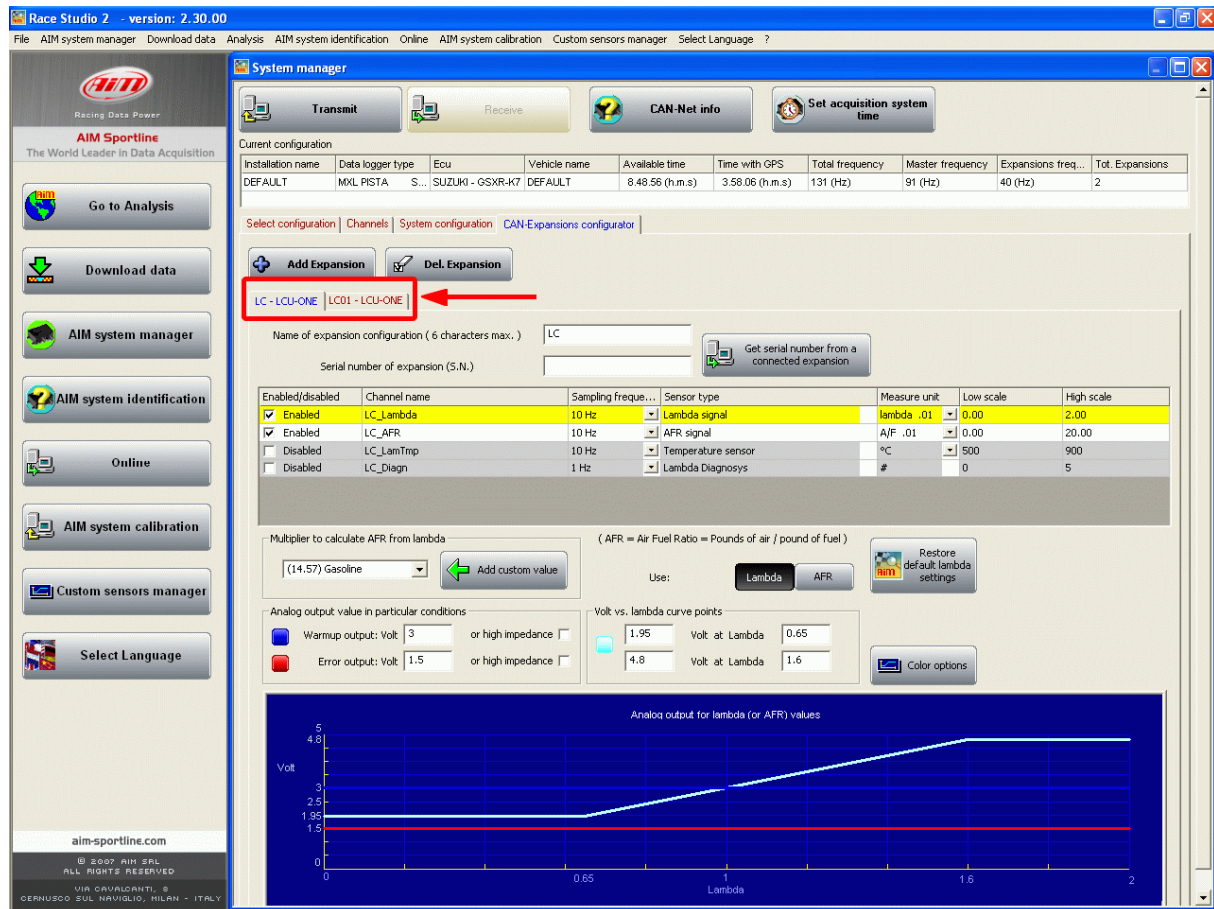 Race Studio 2 - version: 2.30.00
File AIM system manager Download data Analysis AIM system identification Online AIM system calibration Custom sensors manager Select Language ?
AiM
Racing Data Power
AIM Sportline
The World Leader in Data Acquisition
Go to Analysis
Download data
AIM system manager
AIM system identification
Online
AIM system calibration
Custom sensors manager
Select Language
aim-sportline.com
© 2007 AIM SRL
ALL RIGHTS RESERVED
VIA CAVALCANTI, 8
CERNUSCO SUL NAVIGLIO, MILAN - ITALY
System manager
Transmit Receive CAN-Net info Set acquisition system time
Current configuration
Installation name Data logger type Ecu Vehicle name Available time Time with GPS Total frequency Master frequency Expansions freq... Tot. Expansions
DEFAULT MXL PISTA S... SUZUKI - GSXR-K7 DEFAULT 8.48.56 (h.m.s) 3.58.06 (h.m.s) 131 (Hz) 91 (Hz) 40 (Hz) 2
Select configuration Channels System configuration CAN-Expansions configurator
Add Expansion Del. Expansion
LC - LCU-ONE LC01 - LCU-ONE
Name of expansion configuration ( 6 characters max. ) LC
Serial number of expansion (S.N.)
Get serial number from a
connected expansion
Enabled/disabled Channel name Sampling freque... Sensor type Measure unit Low scale High scale
Enabled LC_Lambda 10 Hz Lambda signal lambda .01 0.00 2.00
Enabled LC_AFR 10 Hz AFR signal A/F .01 0.00 20.00
Disabled LC_LamTmp 10 Hz Temperature sensor °C 500 900
Disabled LC_Diagn 1 Hz Lambda Diagnosys # 0 5
Multiplier to calculate AFR from lambda ( AFR = Air Fuel Ratio = Pounds of air / pound of fuel )
(14.57) Gasoline Add custom value Use: Lambda AFR
Restore
default lambda
settings
Analog output value in particular conditions Volt vs. lambda curve points
Warmup output: Volt 3 or high impedance 1.95 Volt at Lambda 0.65
Error output: Volt 1.5 or high impedance 4.8 Volt at Lambda 1.6
Color options
Analog output for lambda (or AFR) values
Volt
5
4.8
3
2.5
1.95
1.5
0
0 0.65 1 1.6 2
Lambda